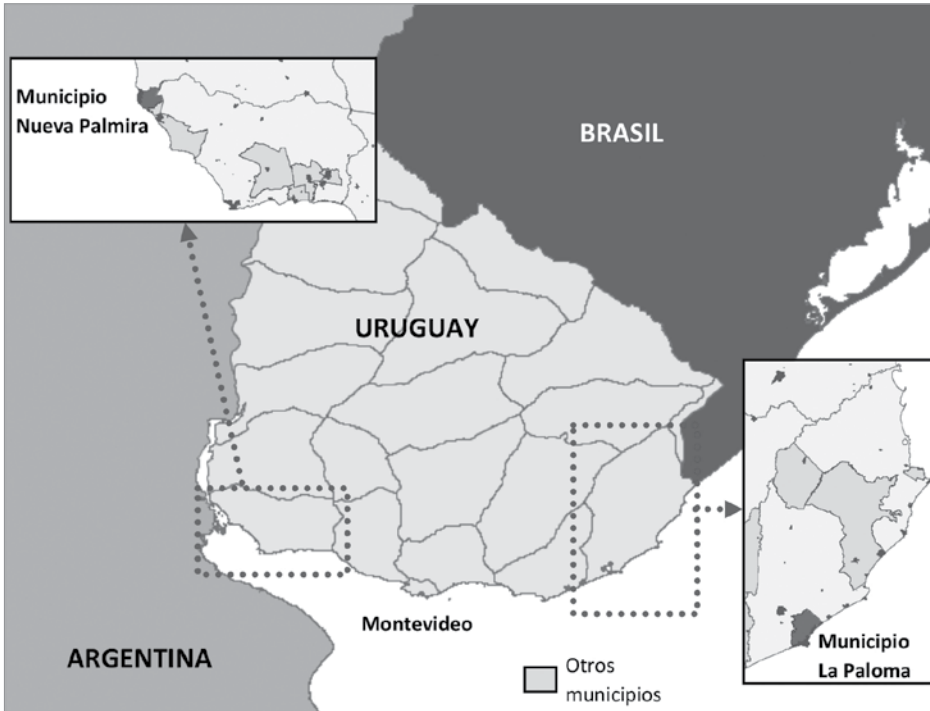 Municipio
Nueva Palmira
BRASIL
URUGUAY
Montevideo
ARGENTINA
Otros
municipios
Municipio
La Paloma